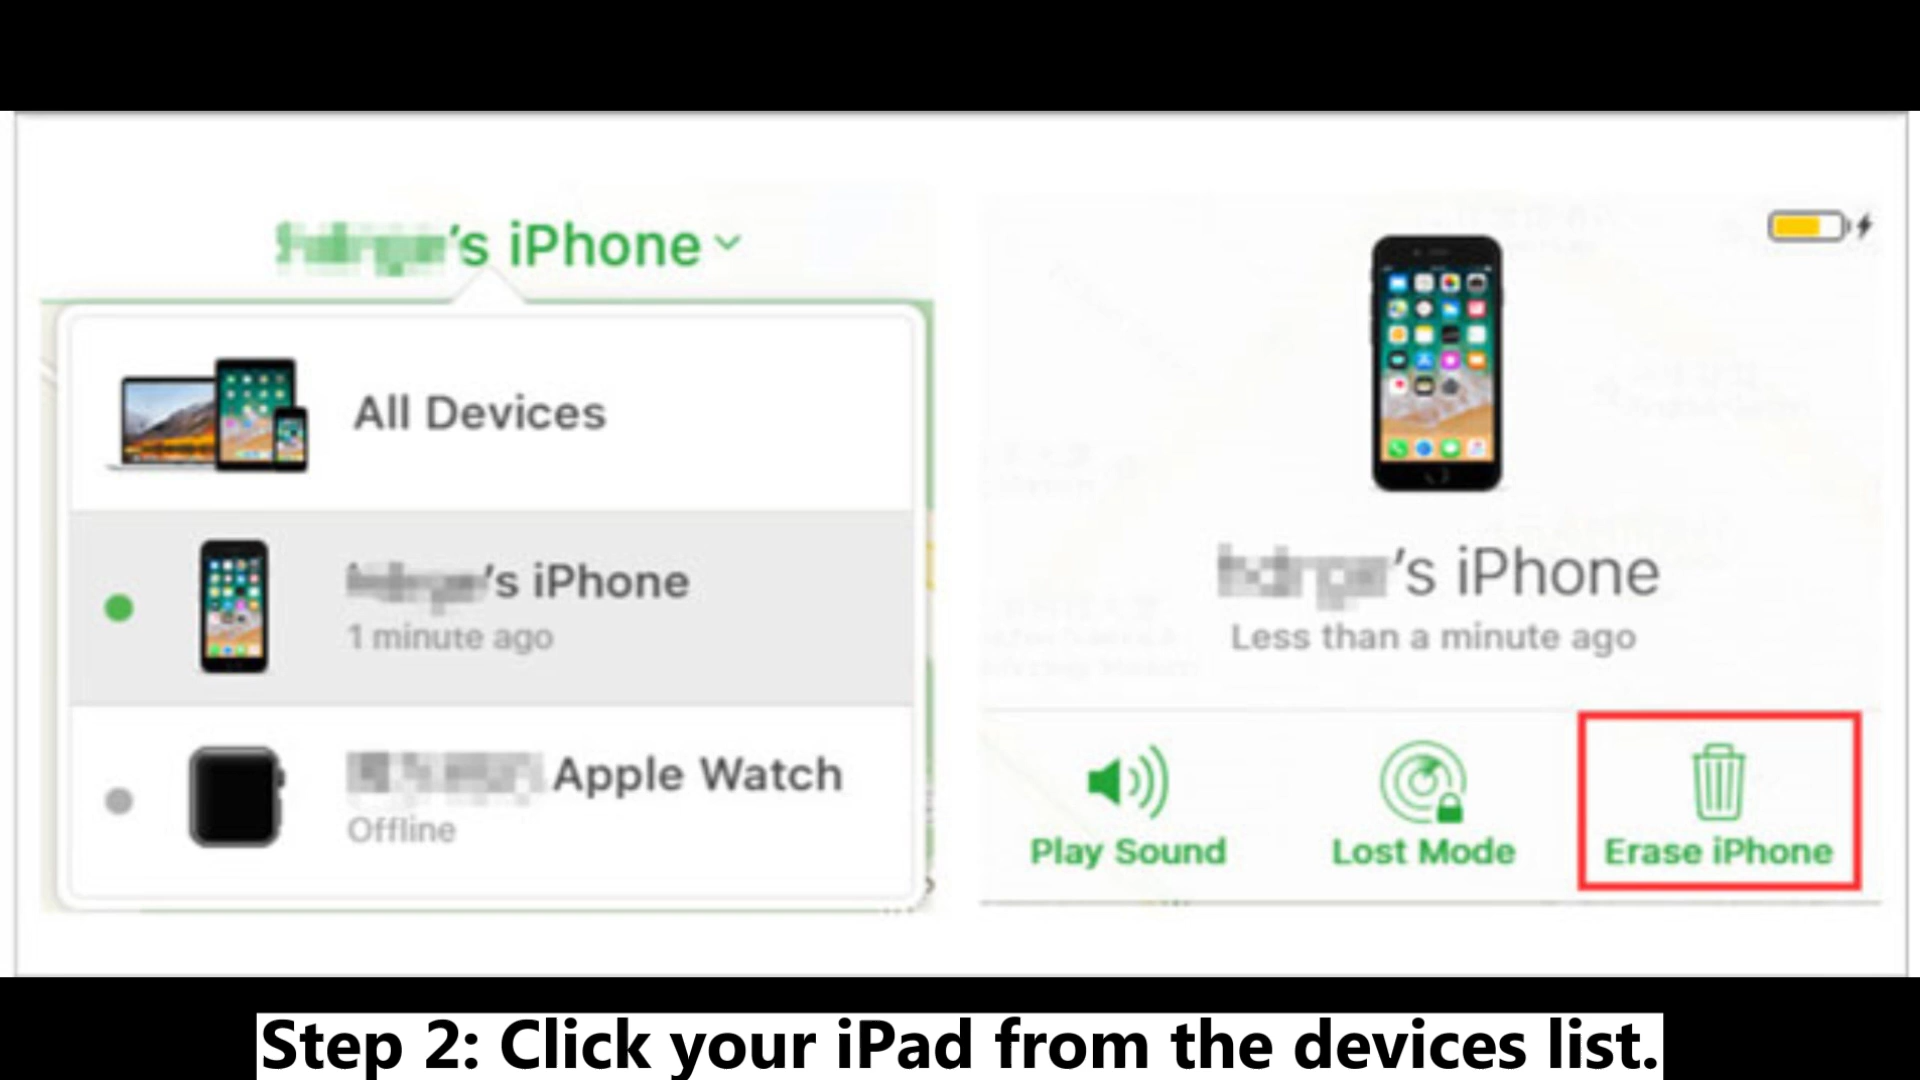 's iPhone
All Devices
's iPhone
1 minute ago
Apple Watch
Offline
's iPhone
Less than a minute ago
Play Sound
Lost Mode
Erase iPhone
Step 2: Click your iPad from the devices list.